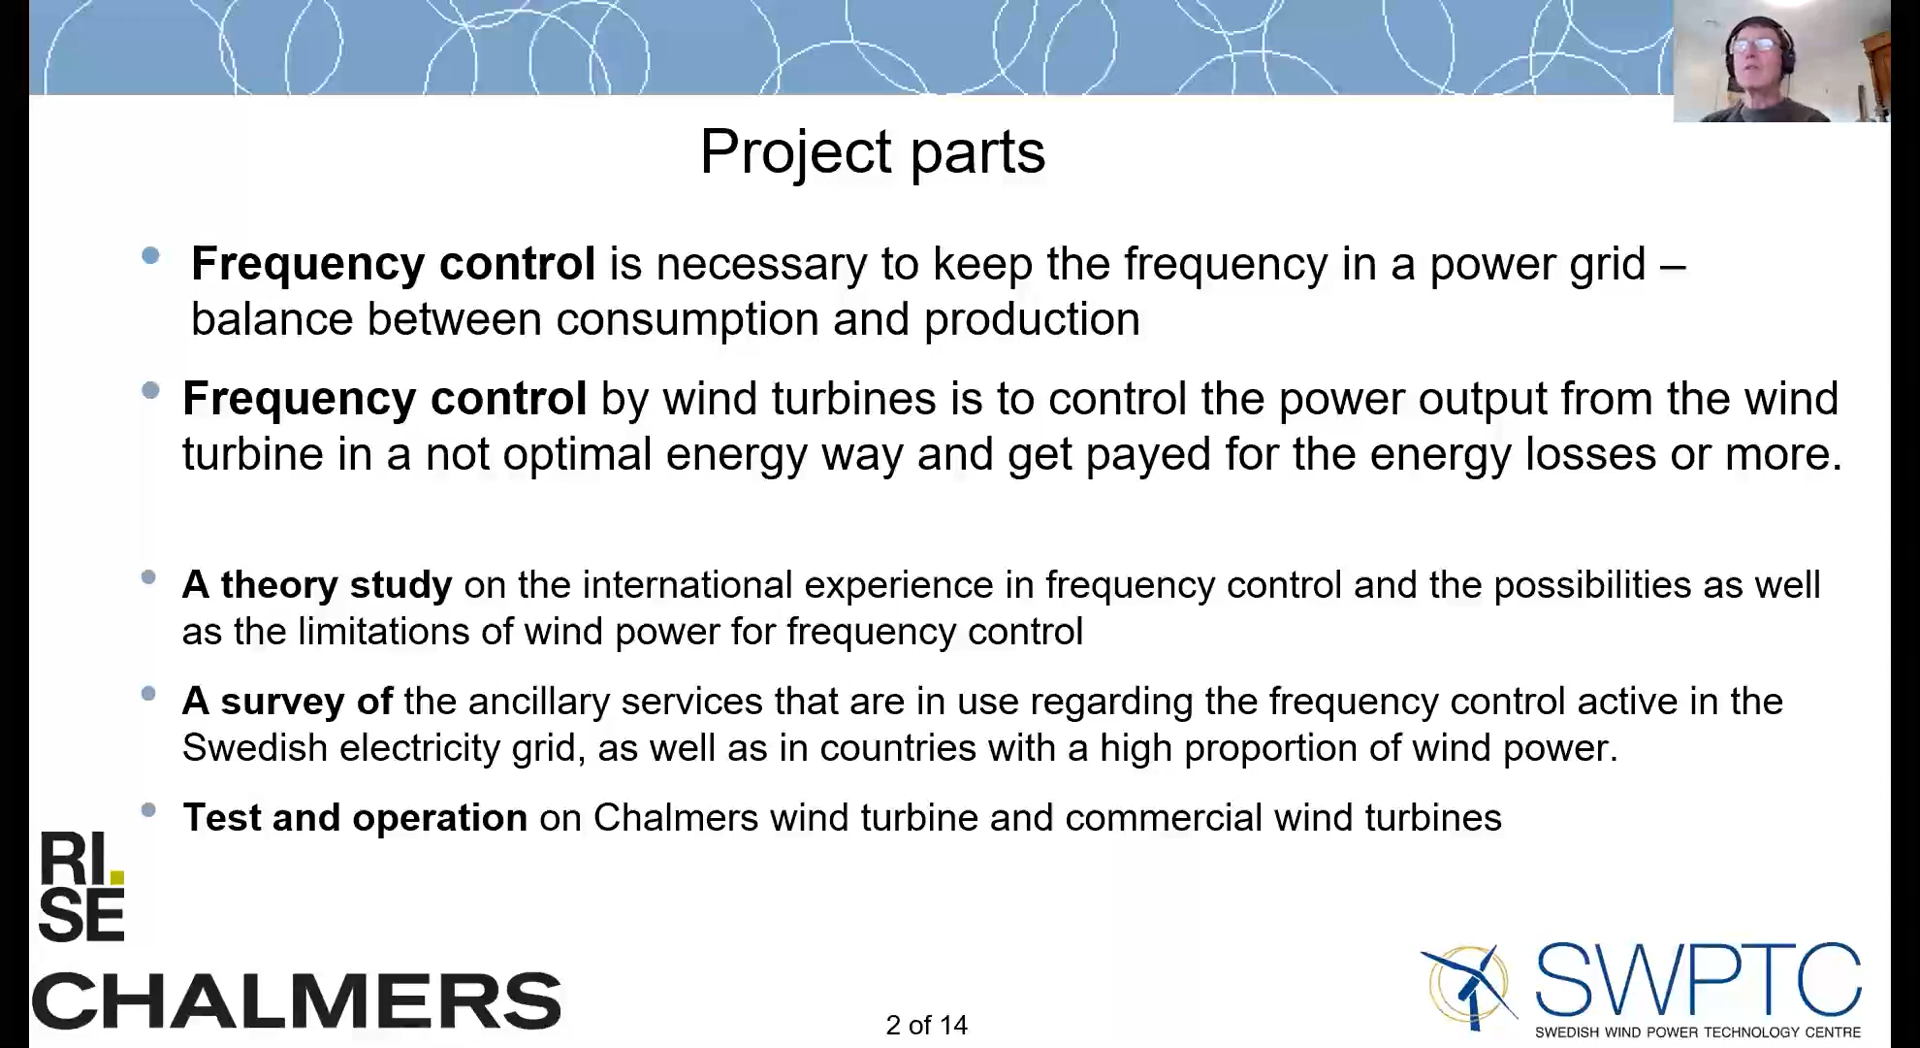 Project parts
Frequency control is necessary to keep the frequency in a power grid –
balance between consumption and production
Frequency control by wind turbines is to control the power output from the wind
turbine in a not optimal energy way and get payed for the energy losses or more.
A theory study on the international experience in frequency control and the possibilities as well
as the limitations of wind power for frequency control
A survey of the ancillary services that are in use regarding the frequency control active in the
Swedish electricity grid, as well as in countries with a high proportion of wind power.
Test and operation on Chalmers wind turbine and commercial wind turbines
RI.
SE
CHALMERS
2 of 14
SWPTC
SWEDISH WIND POWER TECHNOLOGY CENTRE